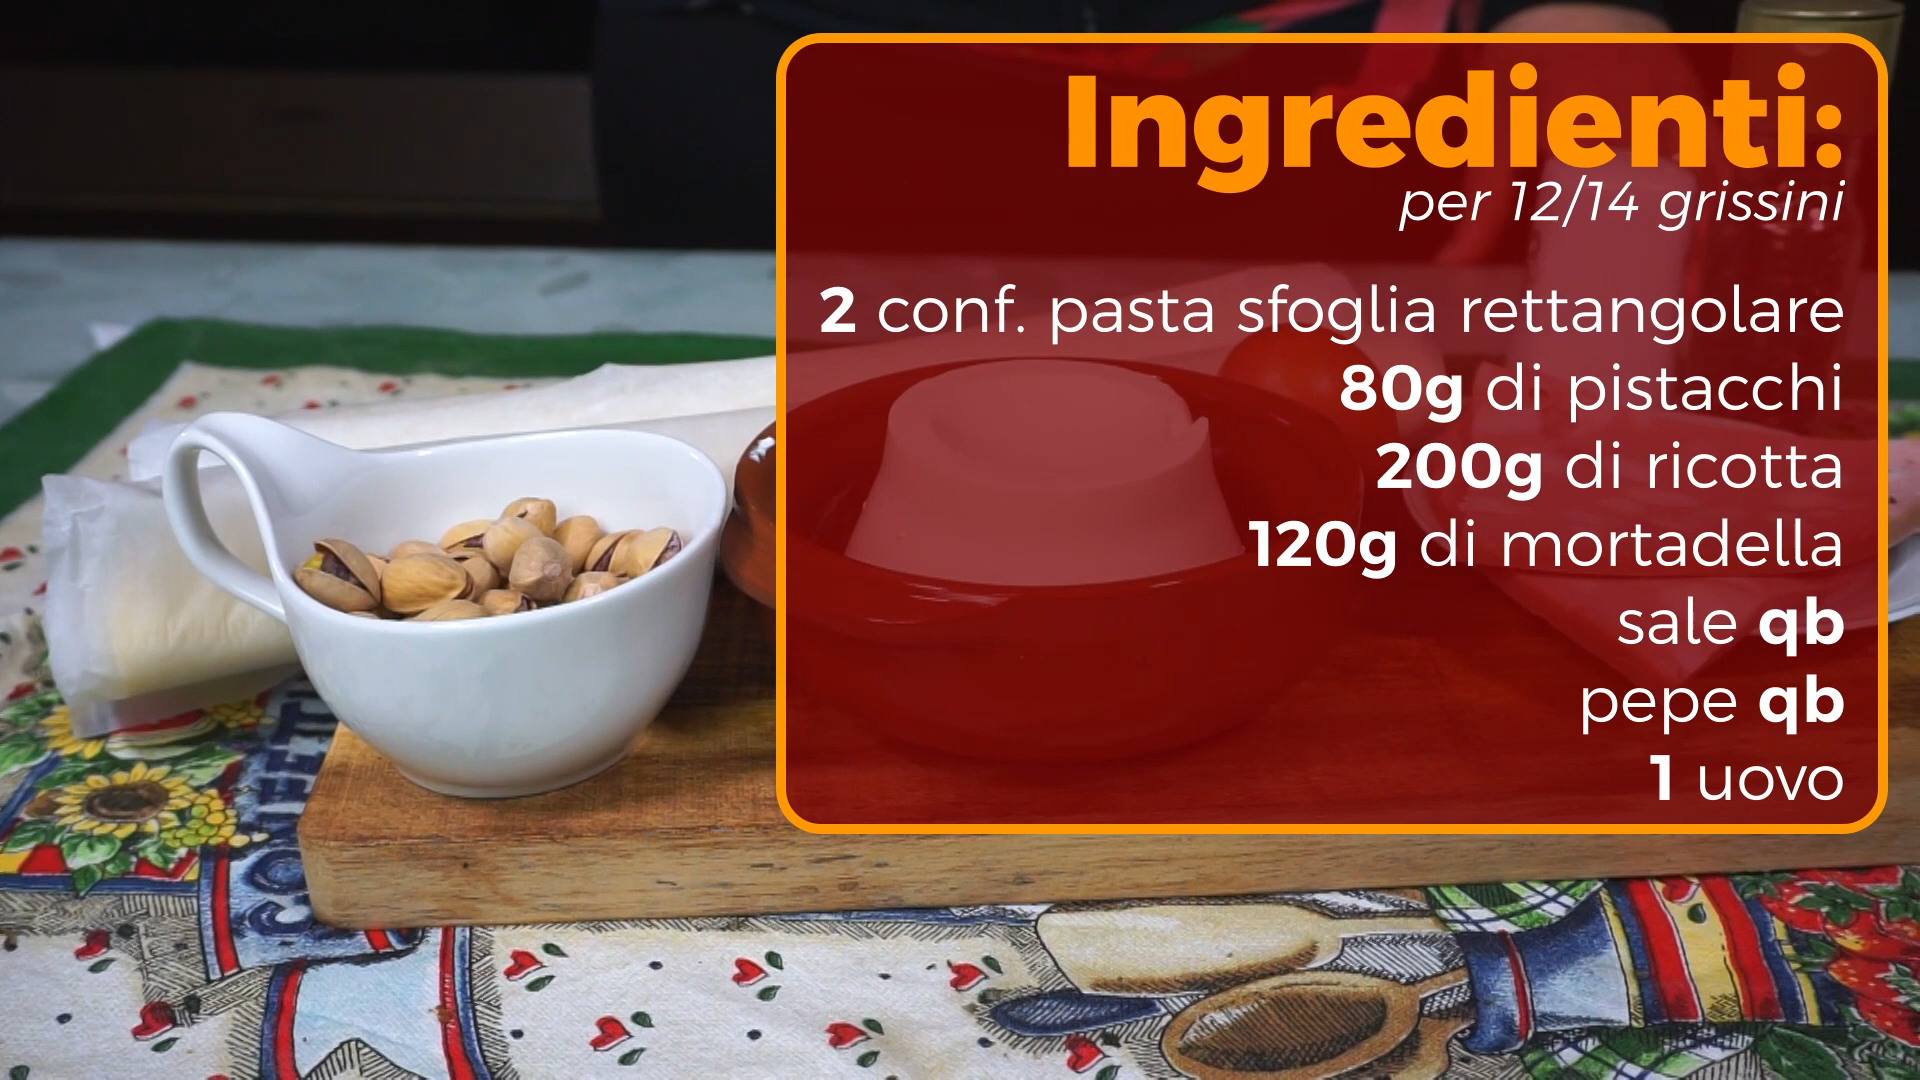 Ingredienti:
per 12/14 grissini
2 conf. pasta sfoglia rettangolare
80g di pistacchi
200g di ricotta
120g di mortadella
sale qb
pepe qb
1 uovo